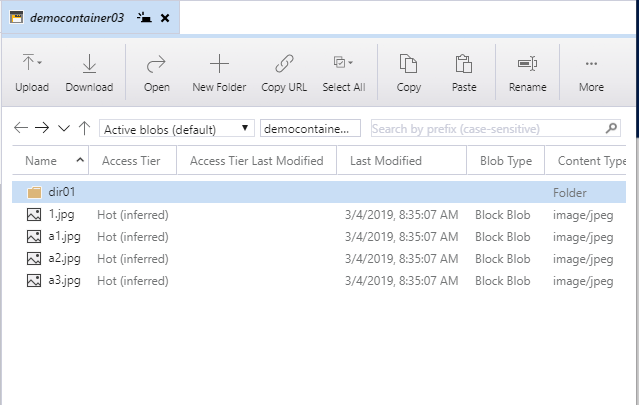 democontainer03
Upload Download Open New Folder Copy URL Select All Copy Paste Rename More
Active blobs (default) democontaine... Search by prefix (case-sensitive)
Name Access Tier Access Tier Last Modified Last Modified Blob Type Content Type
dir01 Folder
1.jpg Hot (inferred) 3/4/2019, 8:35:07 AM Block Blob image/jpeg
a1.jpg Hot (inferred) 3/4/2019, 8:35:07 AM Block Blob image/jpeg
a2.jpg Hot (inferred) 3/4/2019, 8:35:07 AM Block Blob image/jpeg
a3.jpg Hot (inferred) 3/4/2019, 8:35:07 AM Block Blob image/jpeg